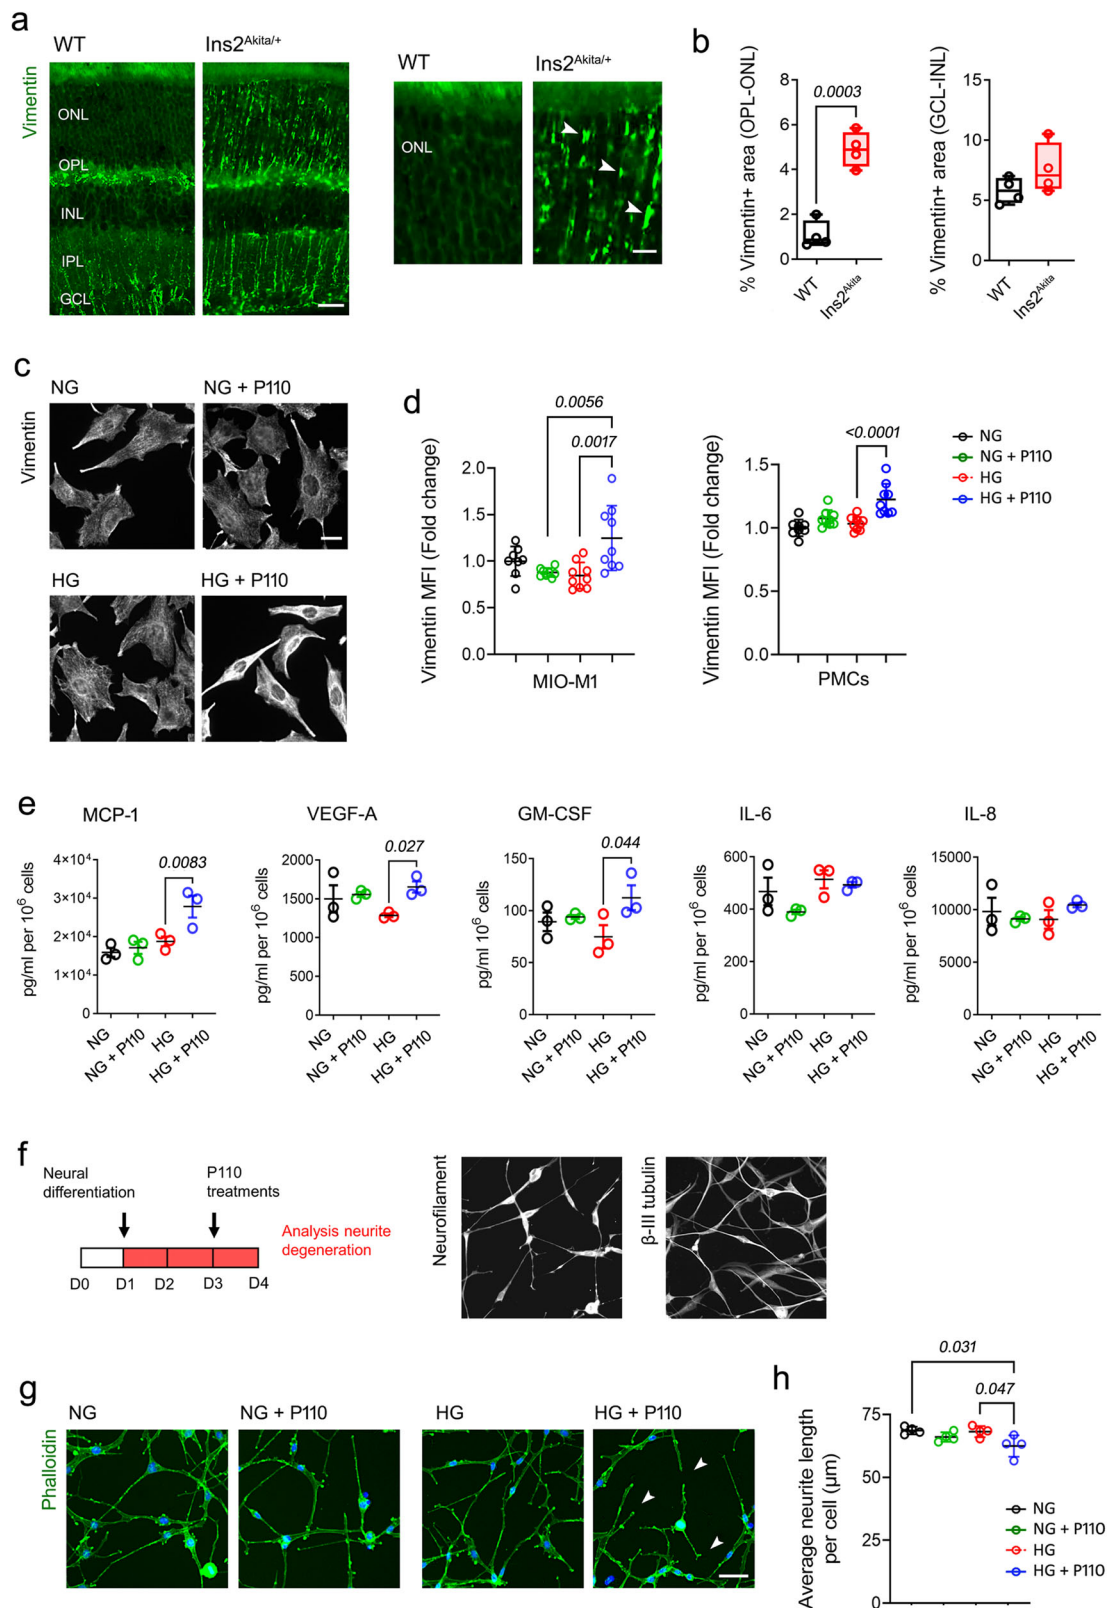 a
WT
Ins2Akita/+
Vimentin
ONL
OPL
INL
IPL
GCL
WT
Ins2Akita/+
ONL
b
% Vimentin+ area (OPL-ONL)
8
6
4
2
0
0.0003
WT
Ins2Akita
% Vimentin+ area (GCL-INL)
15
10
5
0
WT
Ins2Akita
c
NG
NG + P110
Vimentin
HG
HG + P110
d
Vimentin MFI (Fold change)
2.0
1.5
1.0
0.5
0.0
0.0056
0.0017
MIO-M1
Vimentin MFI (Fold change)
1.5
1.0
0.5
0.0
<0.0001
PMCs
NG
NG + P110
HG
HG + P110
e
MCP-1
pg/ml per 10⁶ cells
4×10⁴
3×10⁴
2×10⁴
1×10⁴
0
0.0083
NG
NG + P110
HG
HG + P110
VEGF-A
pg/ml per 10⁶ cells
2000
1500
1000
500
0
0.027
NG
NG + P110
HG
HG + P110
GM-CSF
pg/ml 10⁶ cells
150
100
50
0
0.044
NG
NG + P110
HG
HG + P110
IL-6
pg/ml per 10⁶ cells
600
400
200
0
NG
NG + P110
HG
HG + P110
IL-8
pg/ml per 10⁶ cells
15000
10000
5000
0
NG
NG + P110
HG
HG + P110
f
Neural
differentiation
P110
treatments
Analysis neurite
degeneration
D0
D1
D2
D3
D4
Neurofilament
β-III tubulin
g
NG
NG + P110
HG
HG + P110
Phalloidin
h
Average neurite length
per cell (µm)
75
50
25
0
0.031
0.047
NG
NG + P110
HG
HG + P110